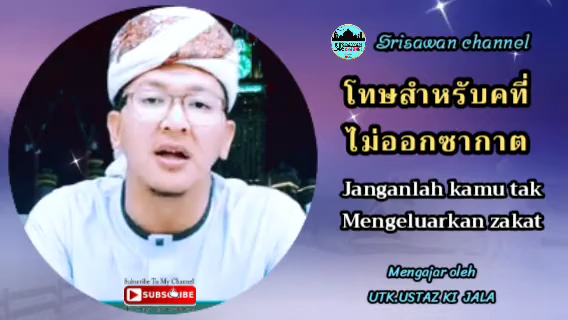 Srisawan channel
โทษสำหรับคที่
ไม่ออกซากาต
Janganlah kamu tak
Mengeluarkan zakat
Subscribe To My Channel
SUBSCRIBE
Mengajar oleh
UTK.USTAZ KI JALA